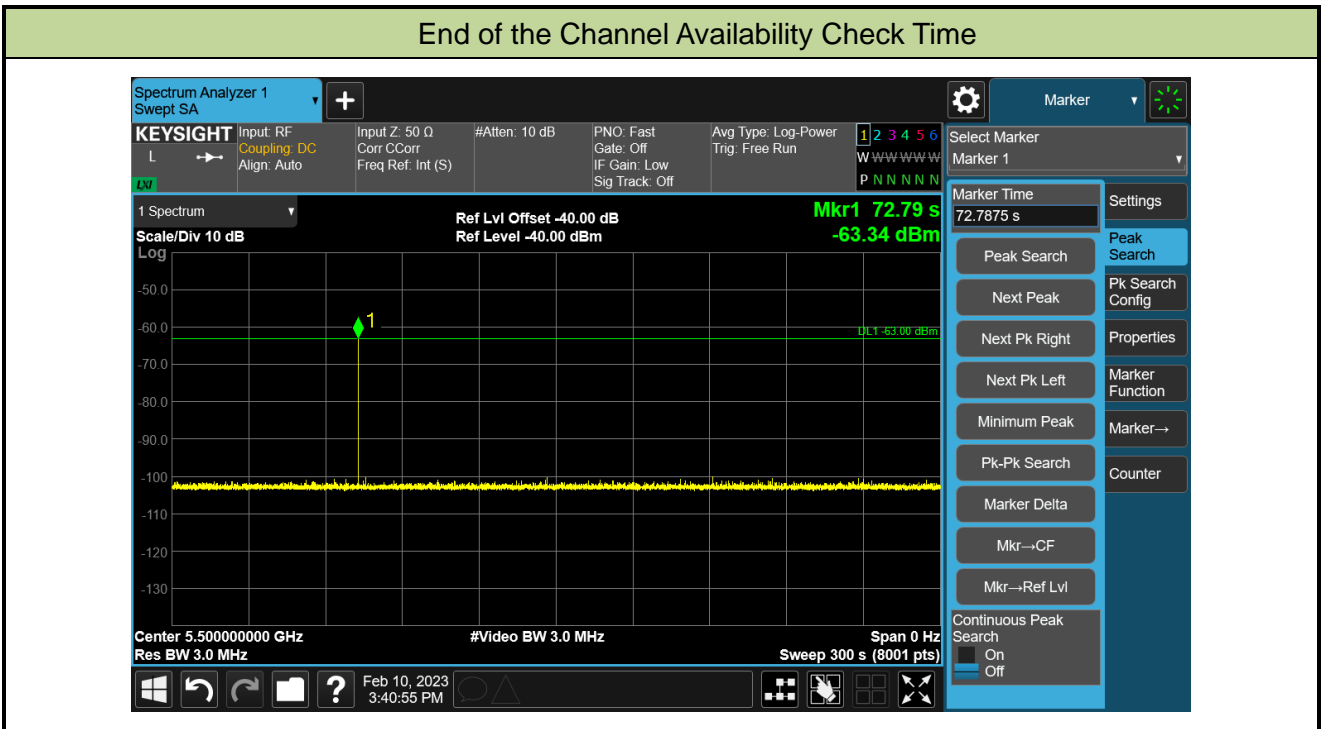 End of the Channel Availability Check Time
Spectrum Analyzer 1
Swept SA
Marker
KEYSIGHT
L
LXI
Input: RF
Coupling: DC
Align: Auto
Input Z: 50 Ω
Corr CCorr
Freq Ref: Int (S)
#Atten: 10 dB
PNO: Fast
Gate: Off
IF Gain: Low
Sig Track: Off
Avg Type: Log-Power
Trig: Free Run
1 2 3 4 5 6
W W W W W W
P N N N N N
Select Marker
Marker 1
1 Spectrum
Scale/Div 10 dB
Log
Ref Lvl Offset -40.00 dB
Ref Level -40.00 dBm
Mkr1 72.79 s
-63.34 dBm
-50.0
-60.0
-70.0
-80.0
-90.0
-100
-110
-120
-130
1
DL1 -63.00 dBm
Center 5.500000000 GHz
Res BW 3.0 MHz
#Video BW 3.0 MHz
Span 0 Hz
Sweep 300 s (8001 pts)
Marker Time
72.7875 s
Peak Search
Next Peak
Next Pk Right
Next Pk Left
Minimum Peak
Pk-Pk Search
Marker Delta
Mkr→CF
Mkr→Ref Lvl
Continuous Peak
Search
On
Off
Settings
Peak
Search
Pk Search
Config
Properties
Marker
Function
Marker→
Counter
?
Feb 10, 2023
3:40:55 PM